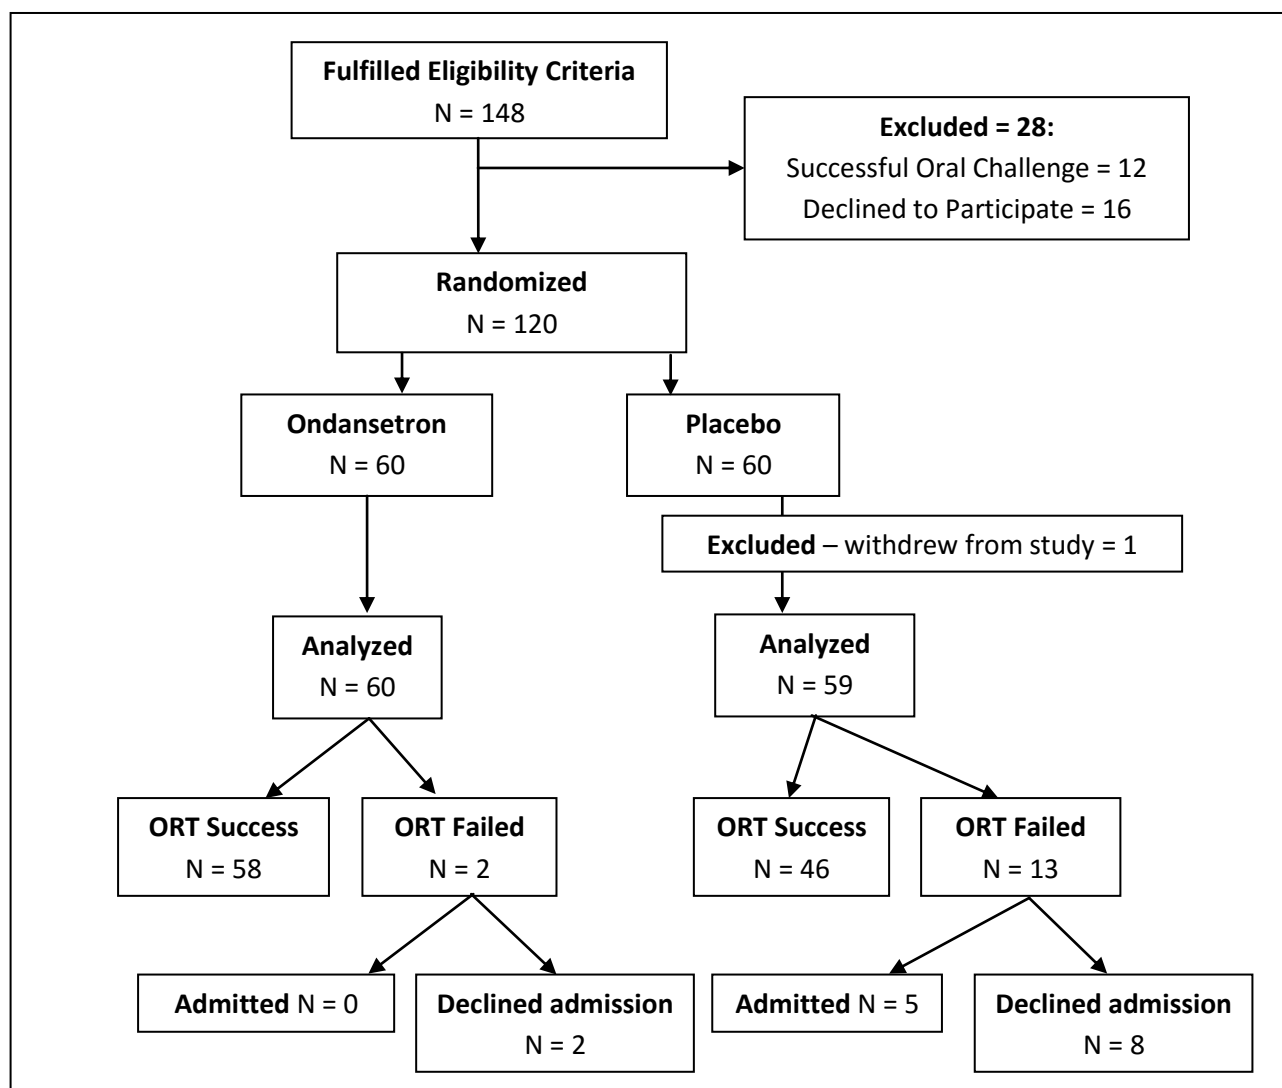 Fulfilled Eligibility Criteria
N = 148
Excluded = 28:
Successful Oral Challenge = 12
Declined to Participate = 16
Randomized
N = 120
Ondansetron
N = 60
Placebo
N = 60
Excluded – withdrew from study = 1
Analyzed
N = 60
Analyzed
N = 59
ORT Success
N = 58
ORT Failed
N = 2
ORT Success
N = 46
ORT Failed
N = 13
Admitted N = 0
Declined admission
N = 2
Admitted N = 5
Declined admission
N = 8